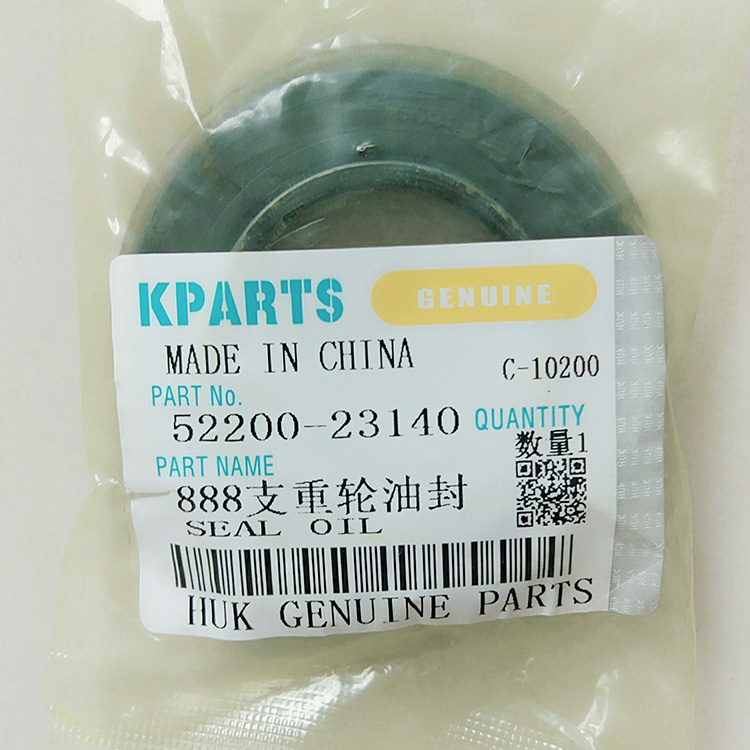 KPARTS GENUINE
MADE IN CHINA
C-10200
PART No.
52200-23140
QUANTITY
数量1
PART NAME
888支重轮油封
SEAL OIL
HUK GENUINE PARTS
HUK